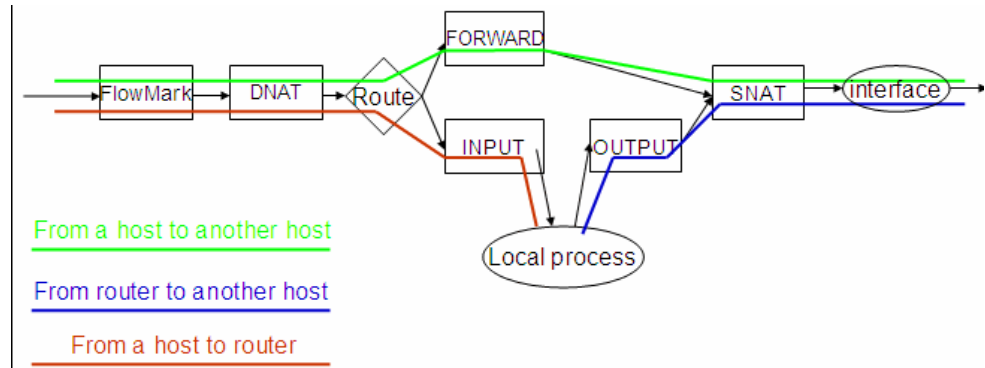 FORWARD
FlowMark
DNAT
Route
SNAT
interface
INPUT
OUTPUT
Local process
From a host to another host
From router to another host
From a host to router